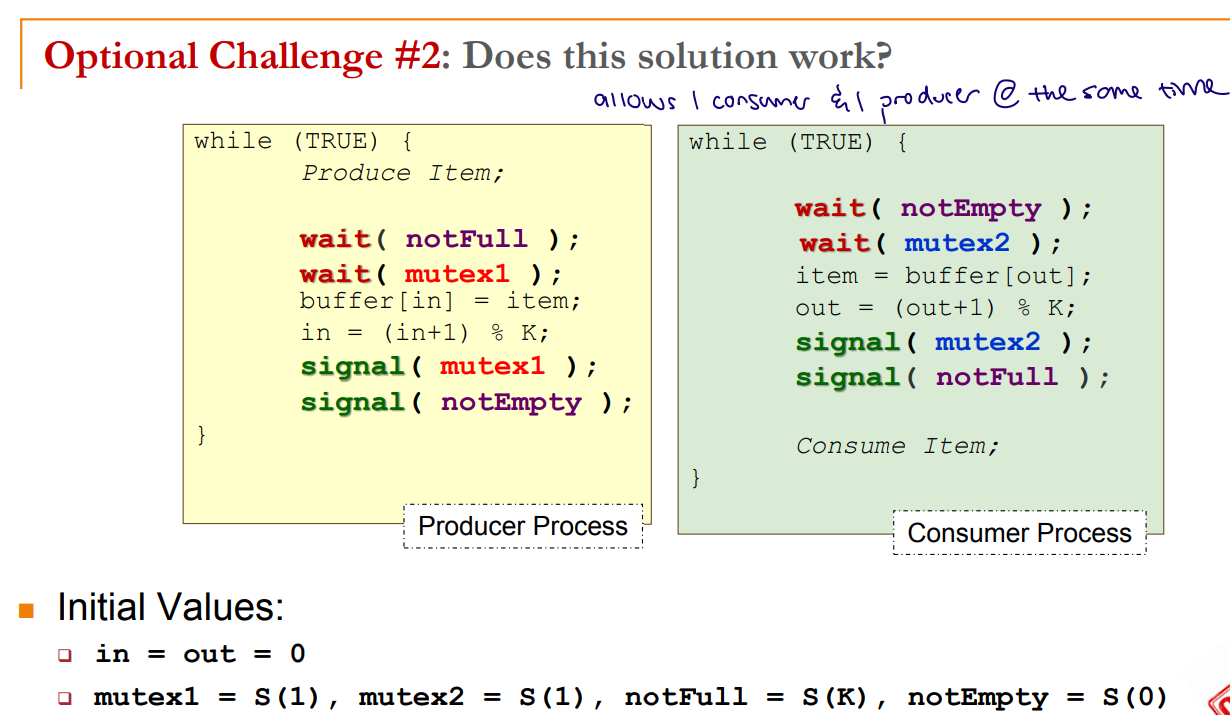 Optional Challenge #2: Does this solution work?
allows 1 consumer & 1 producer @ the same time
while (TRUE) {
Produce Item;
wait( notFull );
wait( mutex1 );
buffer[in] = item;
in = (in+1) % K;
signal( mutex1 );
signal( notEmpty );
}
Producer Process
while (TRUE) {
wait( notEmpty );
wait( mutex2 );
item = buffer[out];
out = (out+1) % K;
signal( mutex2 );
signal( notFull );
Consume Item;
}
Consumer Process
Initial Values:
in = out = 0
mutex1 = S(1), mutex2 = S(1), notFull = S(K), notEmpty = S(0)